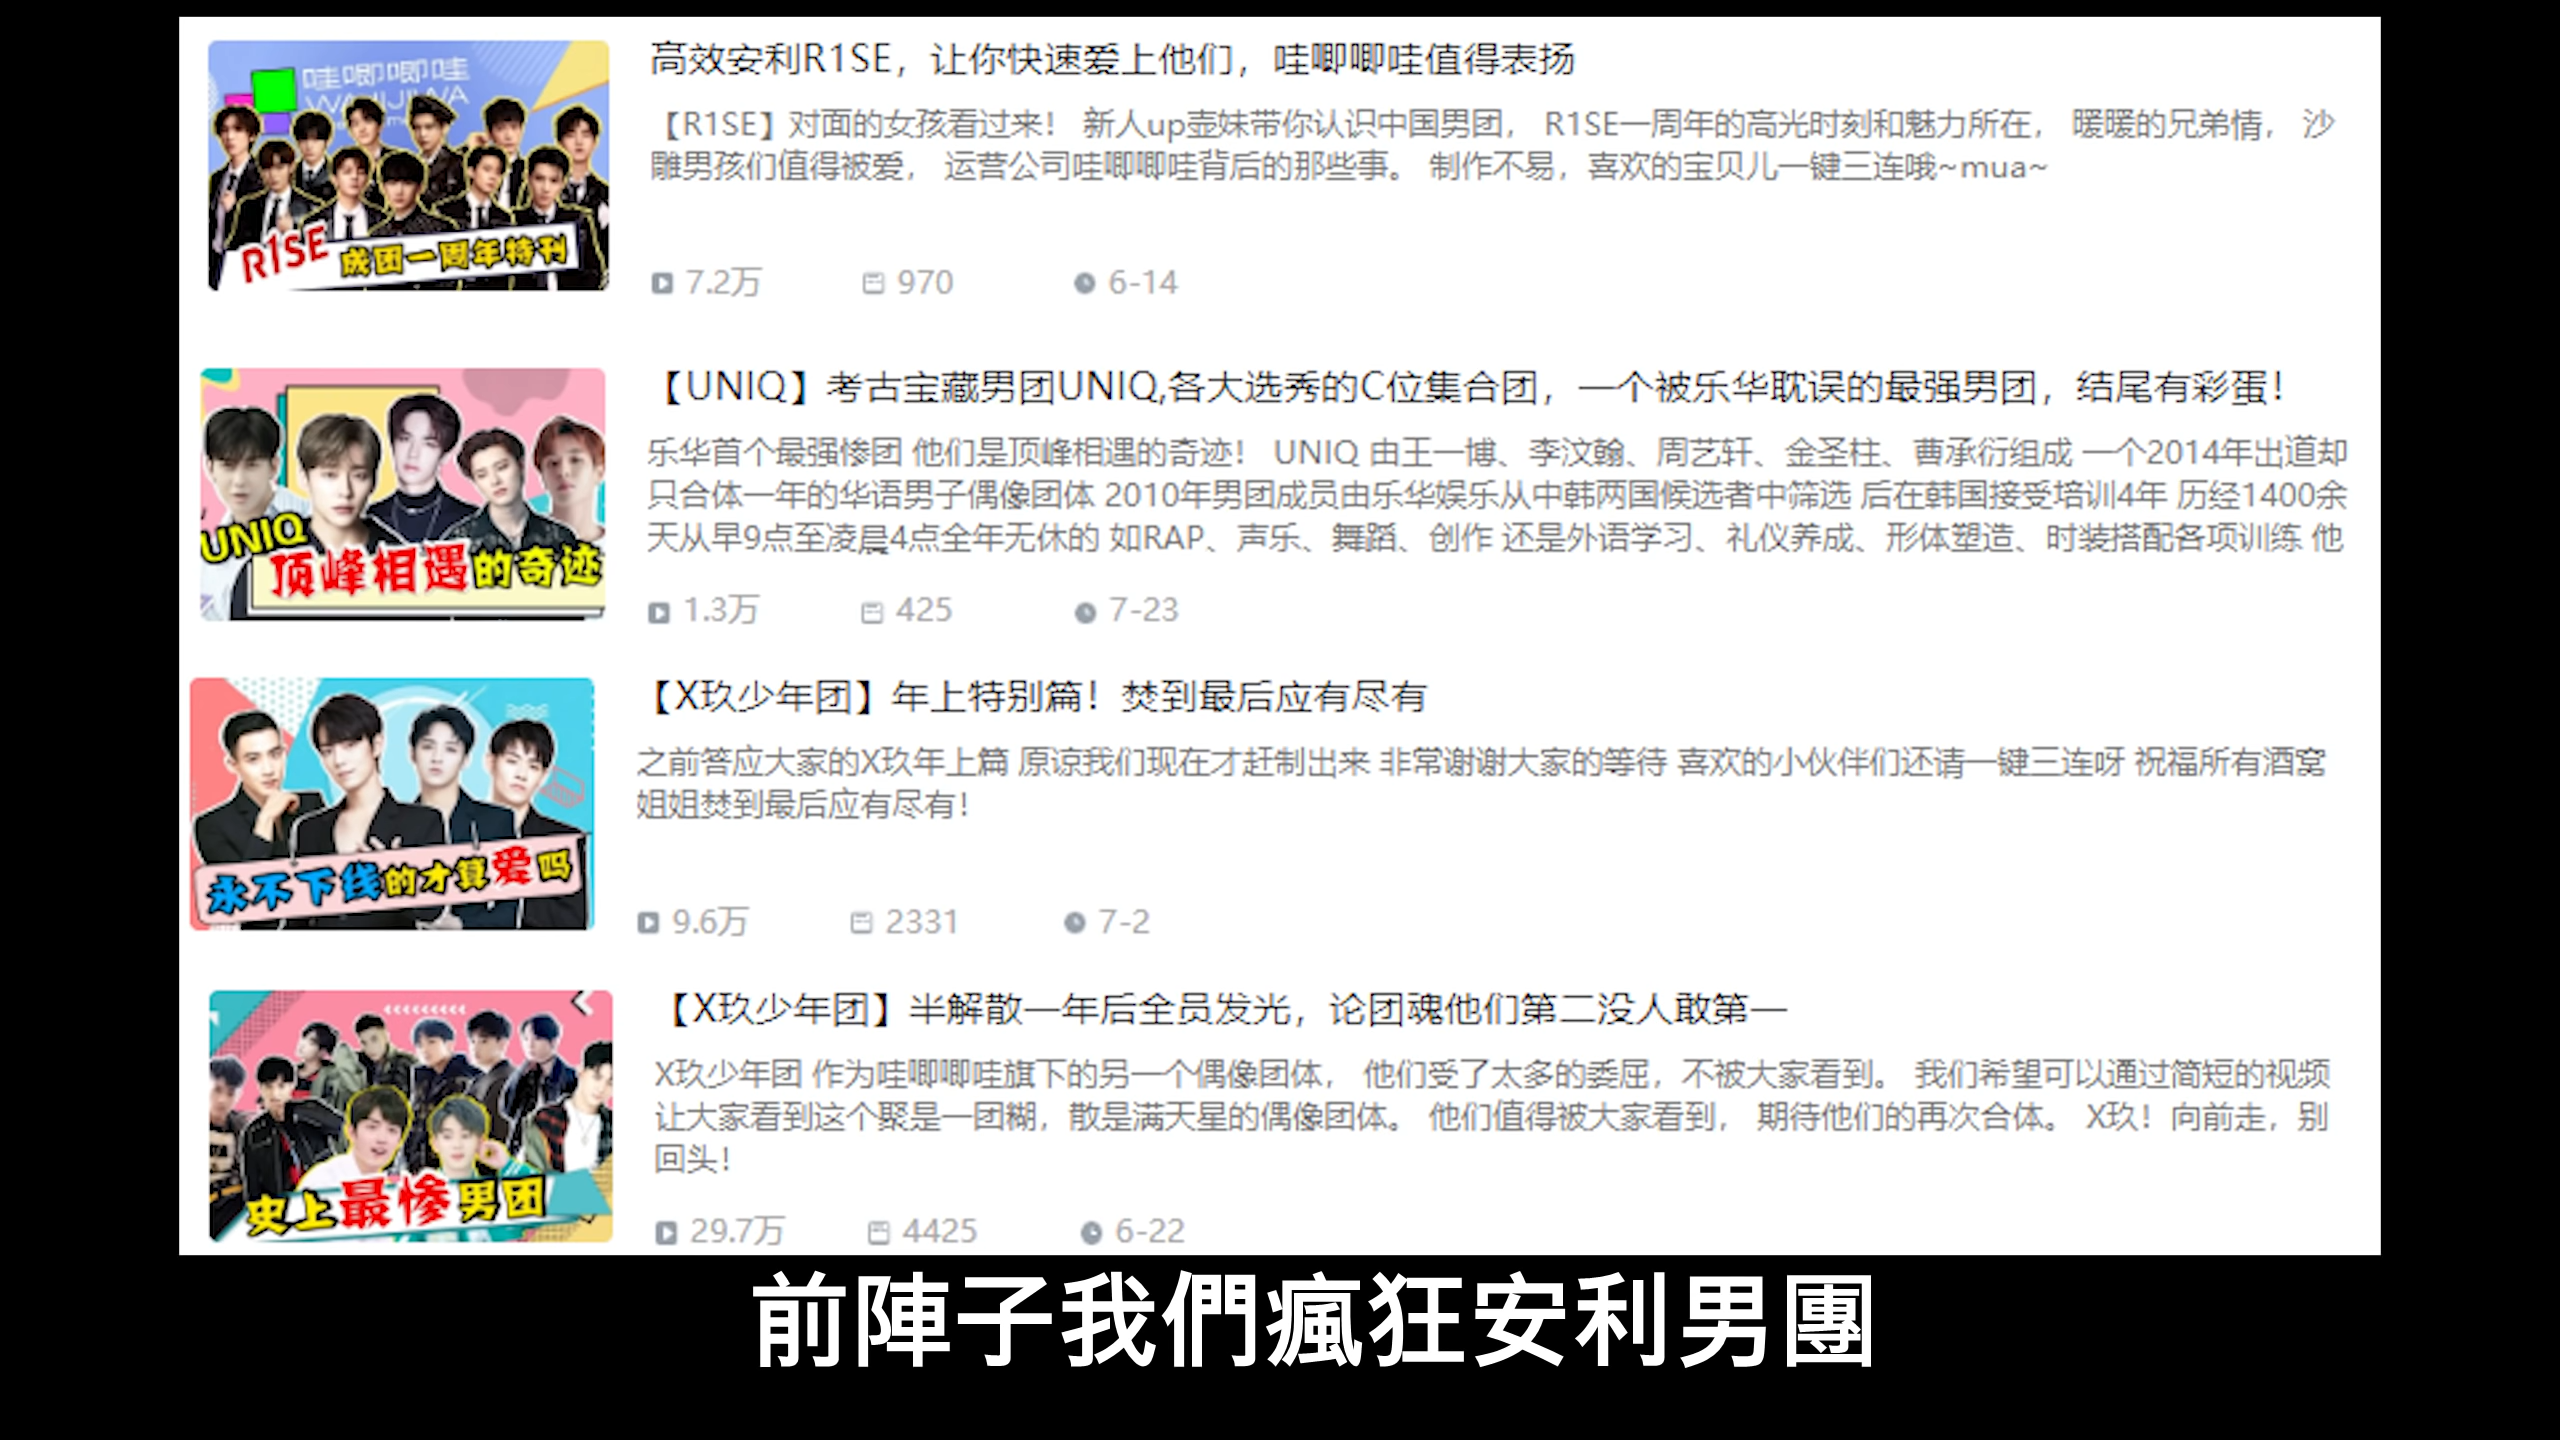 哇唧唧哇
高效安利R1SE，让你快速爱上他们，哇唧唧哇值得表扬
【R1SE】对面的女孩看过来！ 新人up壶妹带你认识中国男团， R1SE一周年的高光时刻和魅力所在， 暖暖的兄弟情， 沙
雕男孩们值得被爱， 运营公司哇唧唧哇背后的那些事。 制作不易，喜欢的宝贝儿一键三连哦~mua~
R1SE 成团一周年特刊
7.2万 970 6-14
【UNIQ】考古宝藏男团UNIQ,各大选秀的C位集合团，一个被乐华耽误的最强男团，结尾有彩蛋！
乐华首个最强惨团 他们是顶峰相遇的奇迹！ UNIQ 由王一博、李汶翰、周艺轩、金圣柱、曹承衍组成 一个2014年出道却
只合体一年的华语男子偶像团体 2010年男团成员由乐华娱乐从中韩两国候选者中筛选 后在韩国接受培训4年 历经1400余
天从早9点至凌晨4点全年无休的 如RAP、声乐、舞蹈、创作 还是外语学习、礼仪养成、形体塑造、时装搭配各项训练 他
UNIQ
顶峰相遇的奇迹
1.3万 425 7-23
【X玖少年团】年上特别篇！焚到最后应有尽有
之前答应大家的X玖年上篇 原谅我们现在才赶制出来 非常谢谢大家的等待 喜欢的小伙伴们还请一键三连呀 祝福所有酒窝
姐姐焚到最后应有尽有！
永不下线的才算爱吗
9.6万 2331 7-2
【X玖少年团】半解散一年后全员发光，论团魂他们第二没人敢第一
X玖少年团 作为哇唧唧哇旗下的另一个偶像团体， 他们受了太多的委屈，不被大家看到。 我们希望可以通过简短的视频
让大家看到这个聚是一团糊，散是满天星的偶像团体。 他们值得被大家看到， 期待他们的再次合体。 X玖！向前走，别
回头！
史上最惨男团
29.7万 4425 6-22
前陣子我們瘋狂安利男團